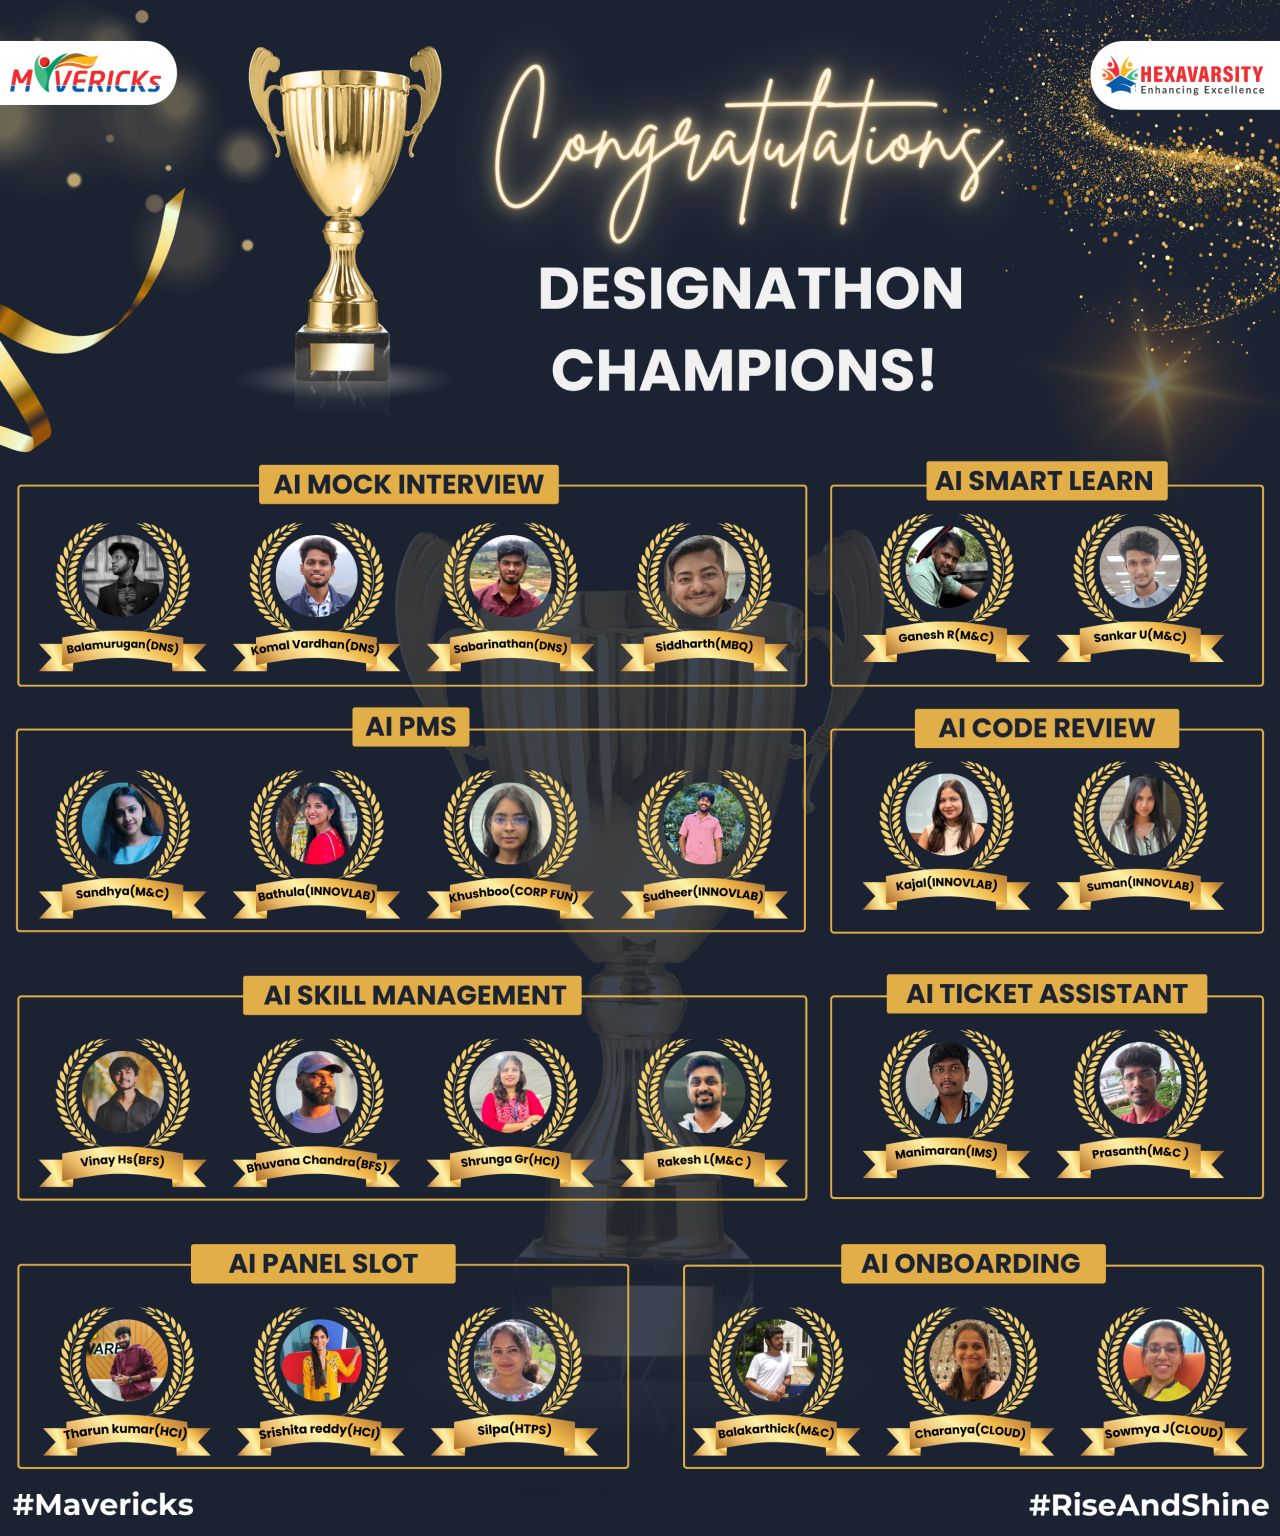 MAVERICKs
HEXAVARSITY
Enhancing Excellence
Congratulations
DESIGNATHON
CHAMPIONS!
AI MOCK INTERVIEW
Balamurugan(DNS)
Komal Vardhan(DNS)
Sabarinathan(DNS)
Siddharth(MBQ)
AI SMART LEARN
Ganesh R(M&C)
Sankar U(M&C)
AI PMS
Sandhya(M&C)
Bathula(INNOVLAB)
Khushboo(CORP FUN)
Sudheer(INNOVLAB)
AI CODE REVIEW
Kajal(INNOVLAB)
Suman(INNOVLAB)
AI SKILL MANAGEMENT
Vinay Hs(BFS)
Bhuvana Chandra(BFS)
Shrunga Gr(HCI)
Rakesh L(M&C )
AI TICKET ASSISTANT
Manimaran(IMS)
Prasanth(M&C )
AI PANEL SLOT
WARE
Tharun kumar(HCI)
Srishita reddy(HCI)
Silpa(HTPS)
AI ONBOARDING
Balakarthick(M&C)
Charanya(CLOUD)
Sowmya J(CLOUD)
#Mavericks
#RiseAndShine